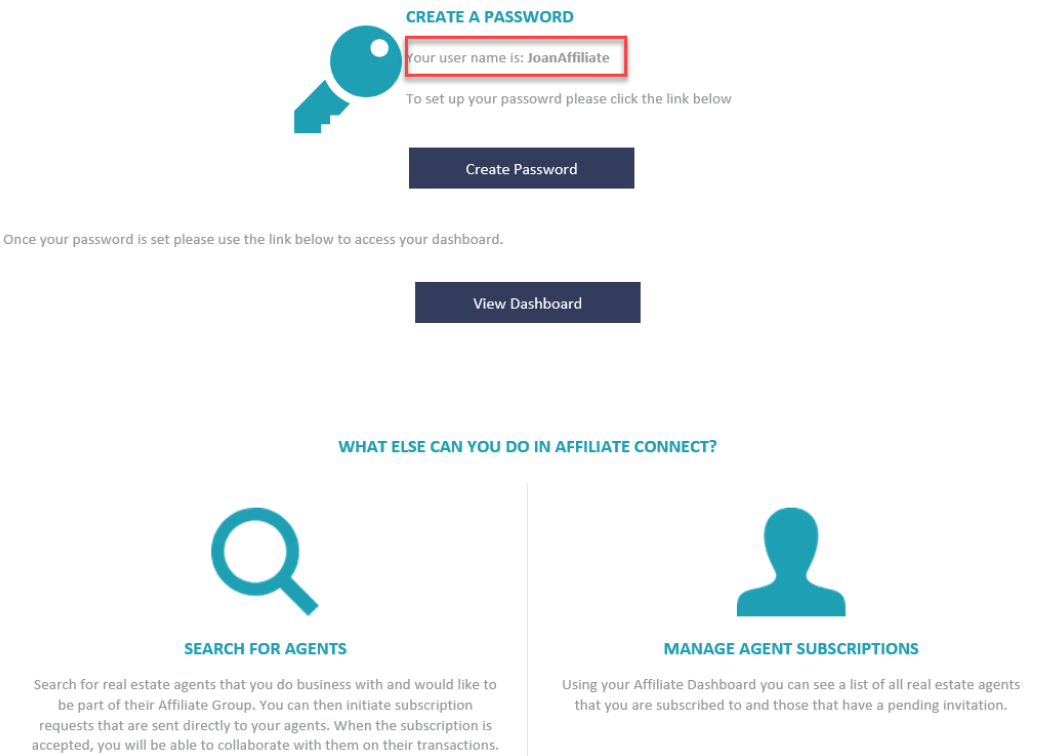 CREATE A PASSWORD
Your user name is: JoanAffiliate
To set up your passowrd please click the link below
Create Password
Once your password is set please use the link below to access your dashboard.
View Dashboard
WHAT ELSE CAN YOU DO IN AFFILIATE CONNECT?
SEARCH FOR AGENTS
Search for real estate agents that you do business with and would like to
be part of their Affiliate Group. You can then initiate subscription
requests that are sent directly to your agents. When the subscription is
accepted, you will be able to collaborate with them on their transactions.
MANAGE AGENT SUBSCRIPTIONS
Using your Affiliate Dashboard you can see a list of all real estate agents
that you are subscribed to and those that have a pending invitation.